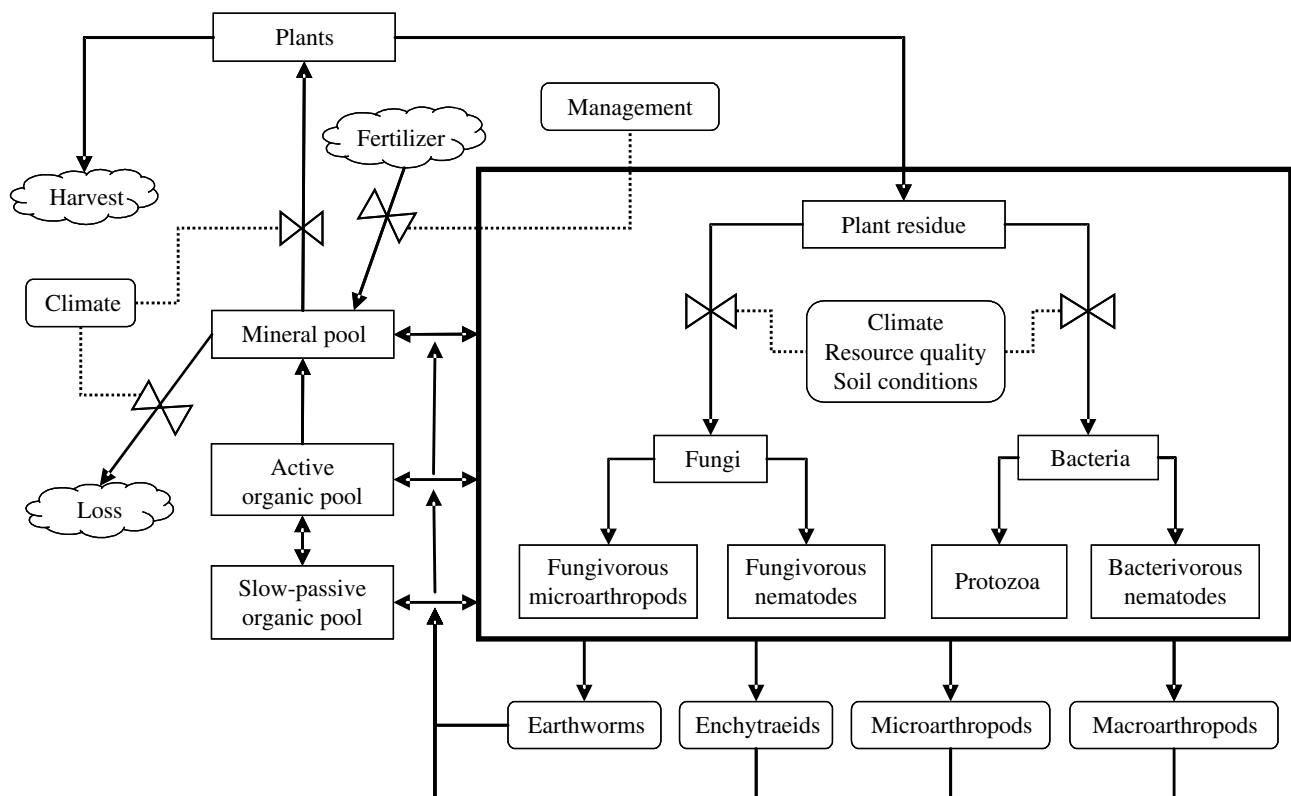 Plants
Management
Fertilizer
Harvest
Plant residue
Climate
Mineral pool
Climate
Resource quality
Soil conditions
Active
organic pool
Fungi
Bacteria
Loss
Slow-passive
organic pool
Fungivorous
microarthropods
Fungivorous
nematodes
Protozoa
Bacterivorous
nematodes
Earthworms
Enchytraeids
Microarthropods
Macroarthropods